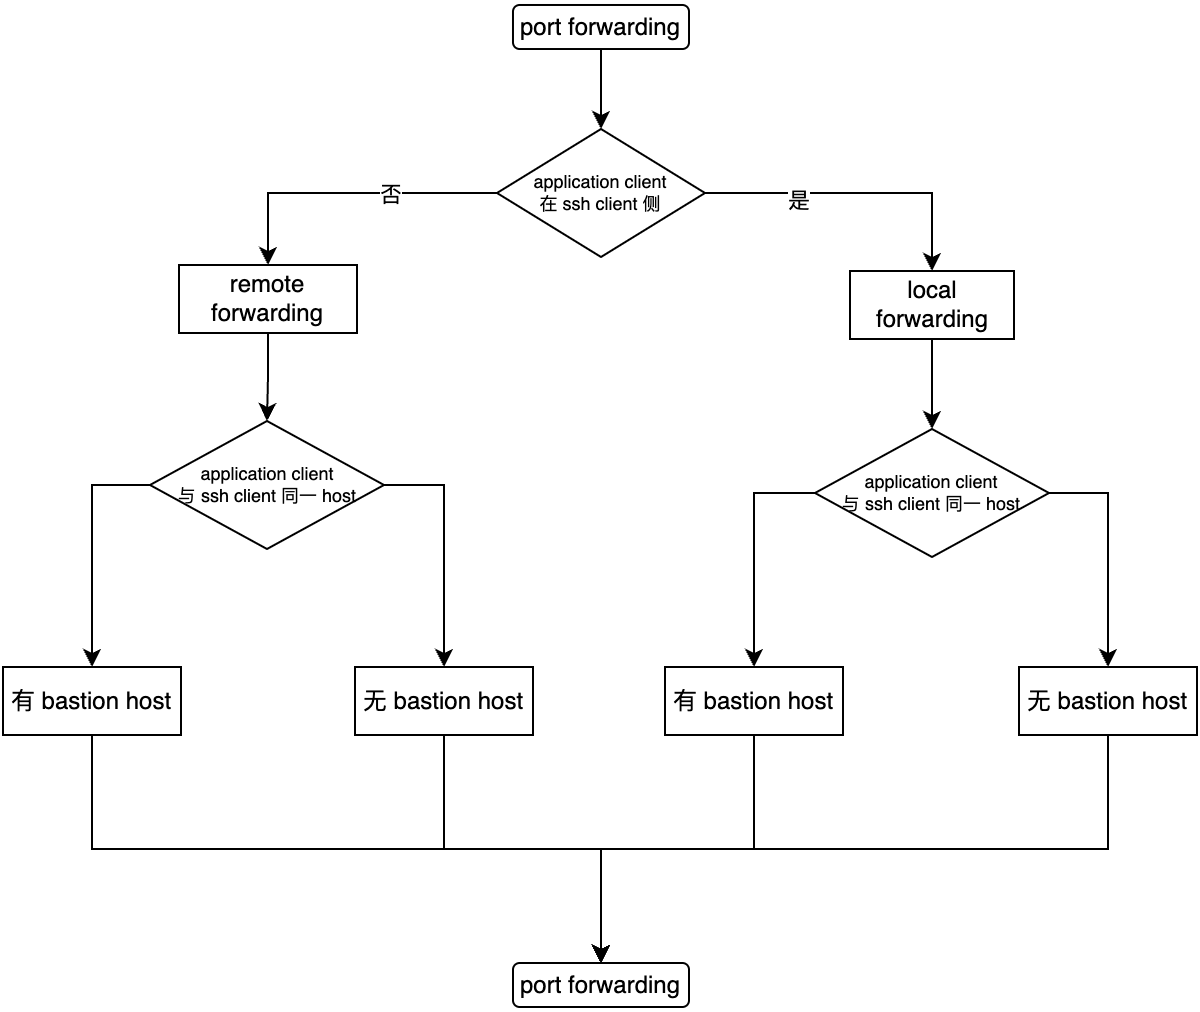 port forwarding
application client
在 ssh client 侧
否
是
remote
forwarding
local
forwarding
application client
与 ssh client 同一 host
application client
与 ssh client 同一 host
有 bastion host
无 bastion host
有 bastion host
无 bastion host
port forwarding